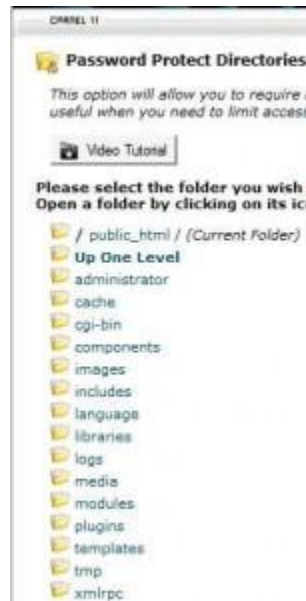 CPANEL 11
Password Protect Directories
This option will allow you to require
useful when you need to limit access
Video Tutorial
Please select the folder you wish
Open a folder by clicking on its ic
/ public_html / (Current Folder)
Up One Level
administrator
cache
cgi-bin
components
images
includes
language
libraries
logs
media
modules
plugins
templates
tmp
xmlrpc